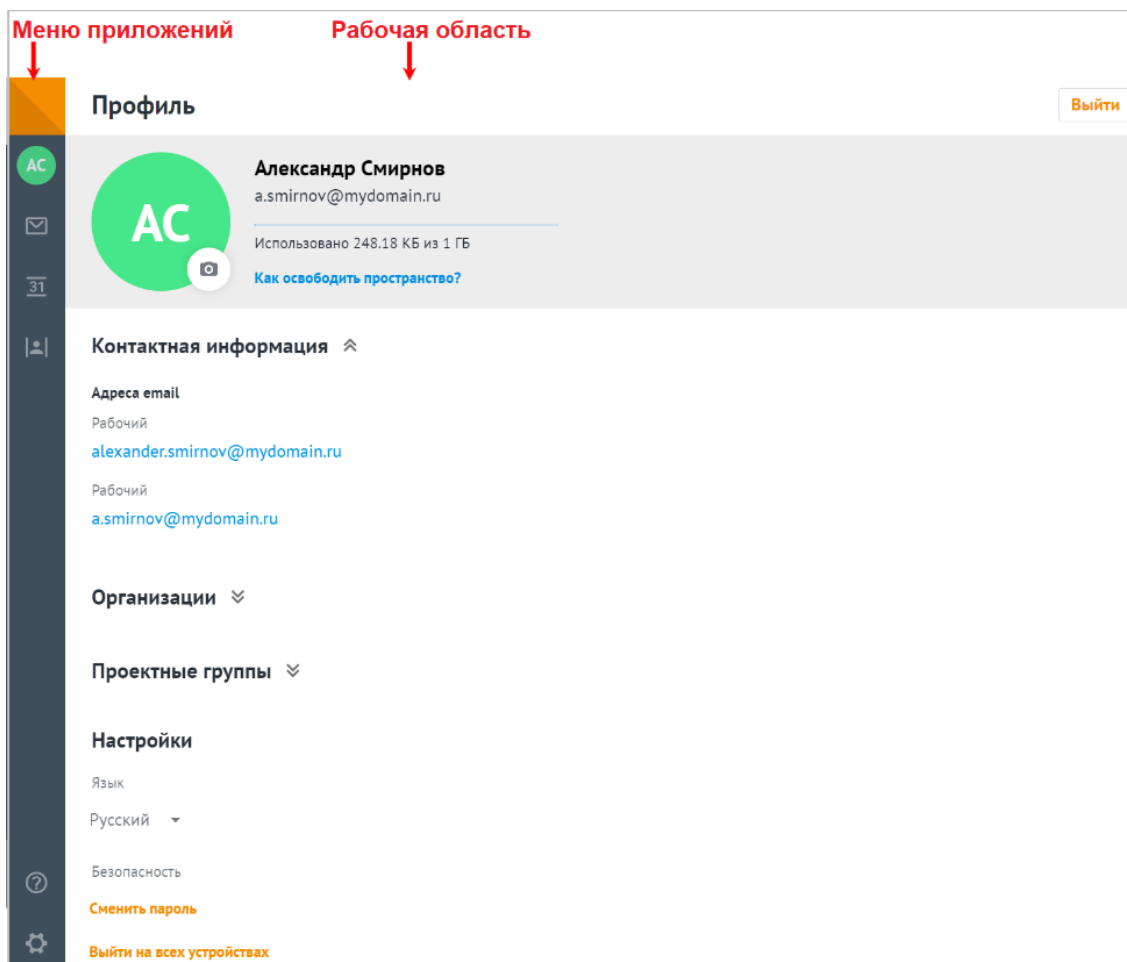 Меню приложений Рабочая область
Профиль
Выйти
АС
Александр Смирнов
a.smirnov@mydomain.ru
АС
Использовано 248.18 КБ из 1 ГБ
Как освободить пространство?
31
Контактная информация
Адреса email
Рабочий
alexander.smirnov@mydomain.ru
Рабочий
a.smirnov@mydomain.ru
Организации
Проектные группы
Настройки
Язык
Русский
Безопасность
Сменить пароль
Выйти на всех устройствах